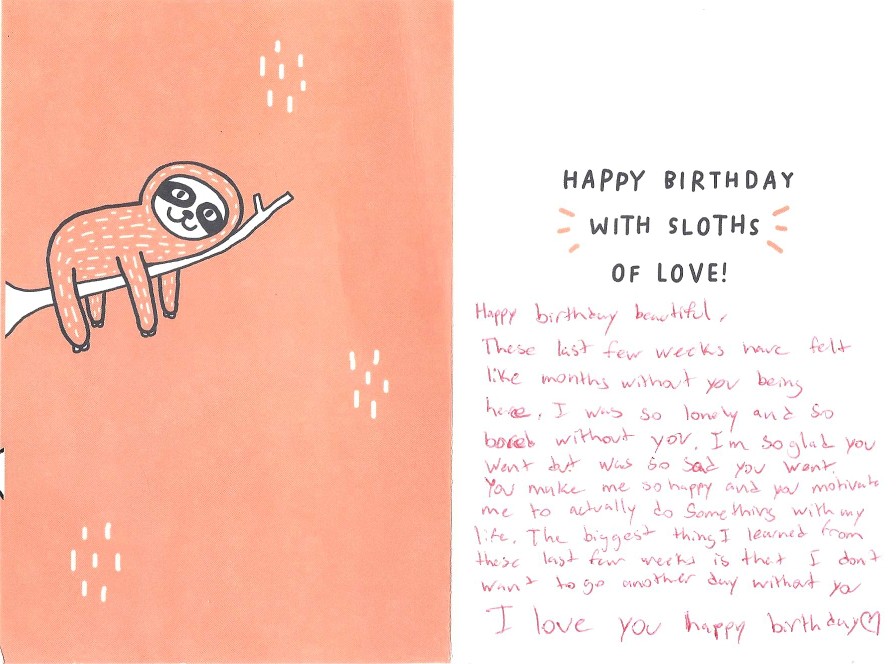 HAPPY BIRTHDAY
WITH SLOTHS
OF LOVE!
Happy birthday beautiful,
These last few weeks have felt
like months without you being
here. I was so lonely and so
bored without you. I'm so glad you
went but was so sad you went.
You make me so happy and you motivate
me to actually do something with my
life. The biggest thing I learned from
these last few weeks is that I don't
want to go another day without you
I love you happy birthday♡